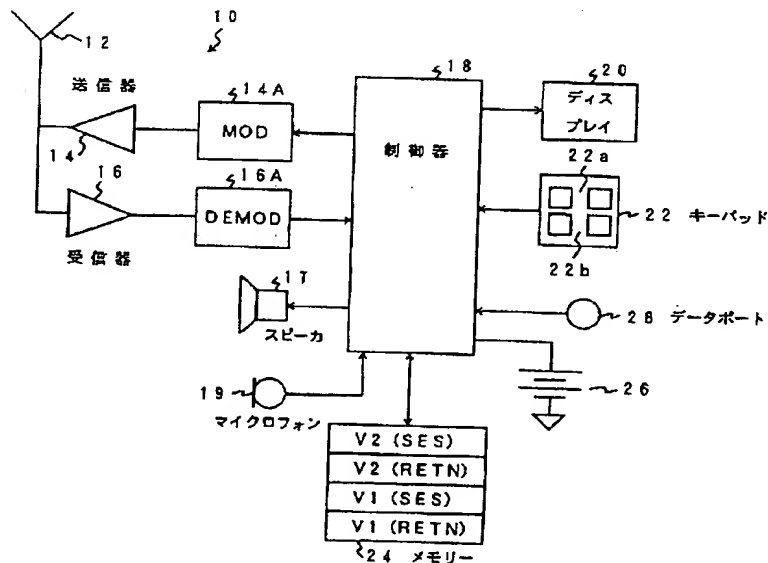 10
12
送信器
14A
MOD
14
16
16A
DEMOD
受信器
17
スピーカ
19
マイクロフォン
18
制御器
20
ディス
プレイ
22a
22 キーパッド
22b
28 データポート
26
V2 (SES)
V2 (RETN)
V1 (SES)
V1 (RETN)
24 メモリー